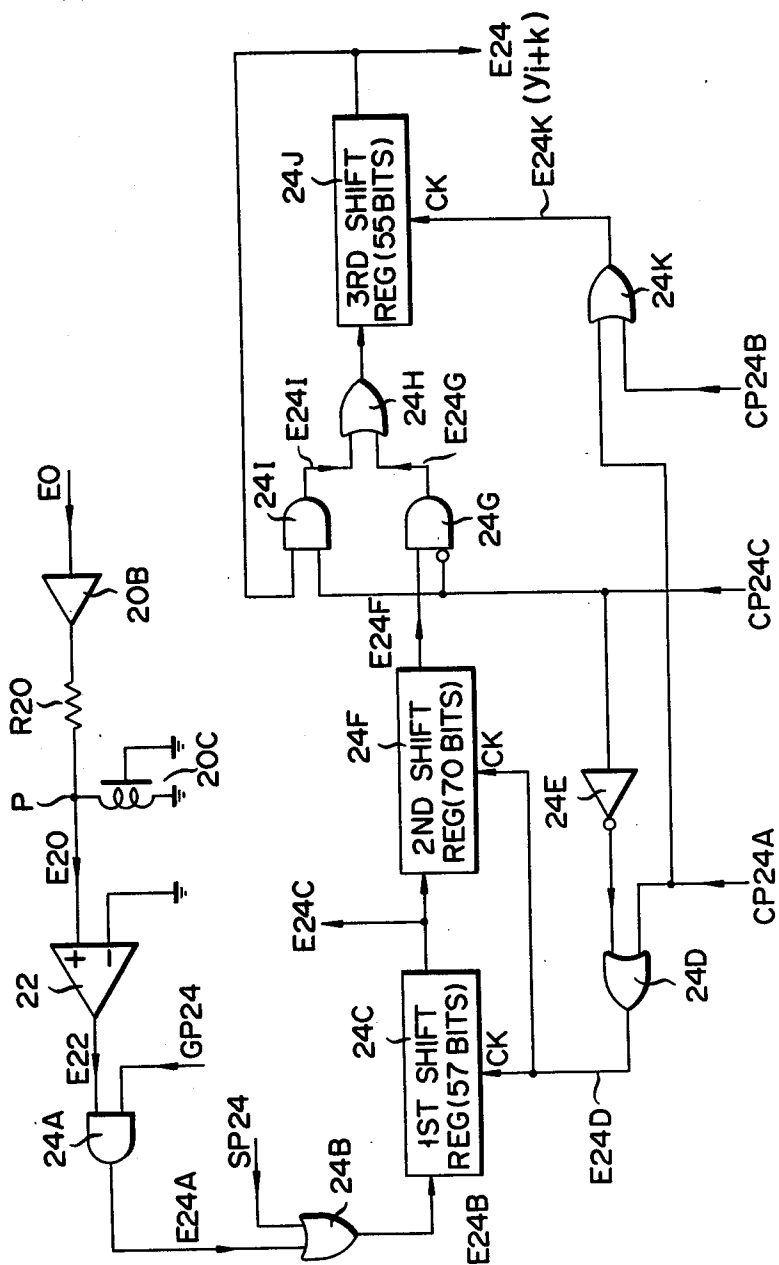 E0
20B
R20
20C
P
E20
+
−
22
E22
GP24
24A
E24A
SP24
24B
E24B
24C
1ST SHIFT
REG(57 BITS)
CK
E24C
E24D
24D
24E
24F
2ND SHIFT
REG(70 BITS)
CK
E24F
24G
E24G
24I
E24I
24H
24J
3RD SHIFT
REG(55BITS)
CK
E24
E24K (yi+k)
24K
CP24A
CP24C
CP24B